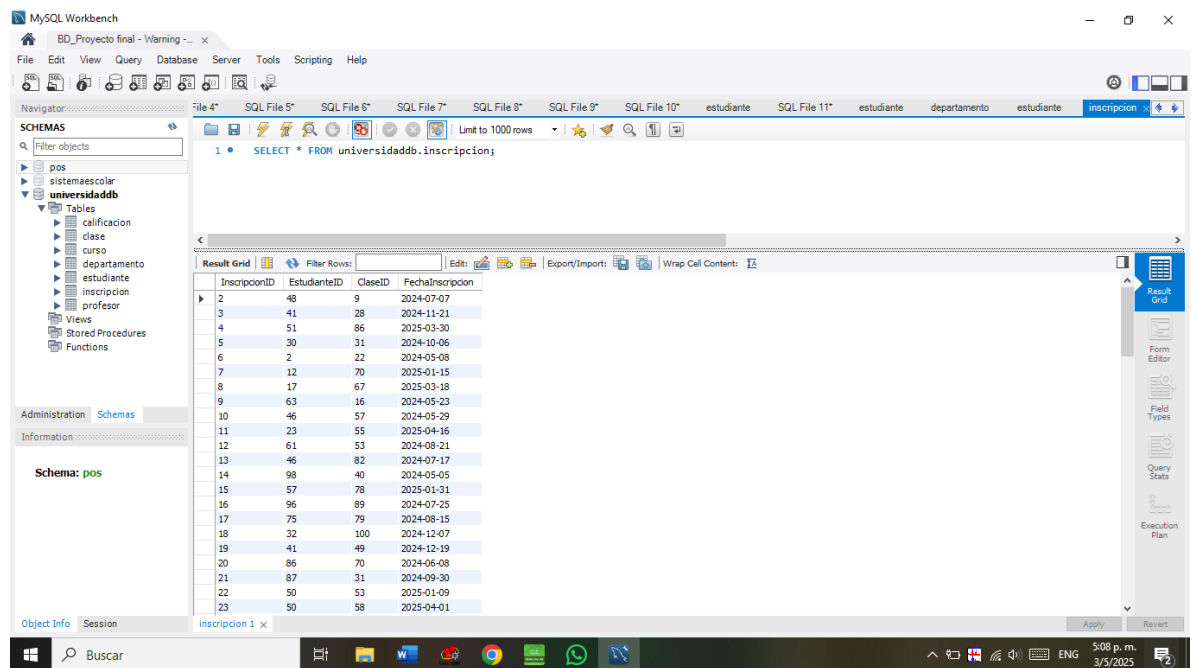 MySQL Workbench
BD_Proyecto final - Warning -... ×
File Edit View Query Database Server Tools Scripting Help
Navigator
File 4* SQL File 5* SQL File 6* SQL File 7* SQL File 8* SQL File 9* SQL File 10* estudiante SQL File 11* estudiante departamento estudiante inscripcion ×
SCHEMAS
Limit to 1000 rows
Filter objects
1 SELECT * FROM universidaddb.inscripcion;
pos
sistemaescolar
universidaddb
Tables
calificacion
clase
curso
departamento
estudiante
inscripcion
profesor
Views
Stored Procedures
Functions
Administration Schemas
Information
Schema: pos
Object Info Session
Result Grid Filter Rows: Edit: Export/Import: Wrap Cell Content: IA
InscripcionID EstudianteID ClaseID FechaInscripcion
2 48 9 2024-07-07
3 41 28 2024-11-21
4 51 86 2025-03-30
5 30 31 2024-10-06
6 2 22 2024-05-08
7 12 70 2025-01-15
8 17 67 2025-03-18
9 63 16 2024-05-23
10 46 57 2024-05-29
11 23 55 2025-04-16
12 61 53 2024-08-21
13 46 82 2024-07-17
14 98 40 2024-05-05
15 57 78 2025-01-31
16 96 89 2024-07-25
17 75 79 2024-08-15
18 32 100 2024-12-07
19 41 49 2024-12-19
20 86 70 2024-06-08
21 87 31 2024-09-30
22 50 53 2025-01-09
23 50 58 2025-04-01
Result
Grid
Form
Editor
Field
Types
Query
Stats
Execution
Plan
inscripcion 1 ×
Apply Revert
Buscar
ENG
5:08 p. m.
3/5/2025
2